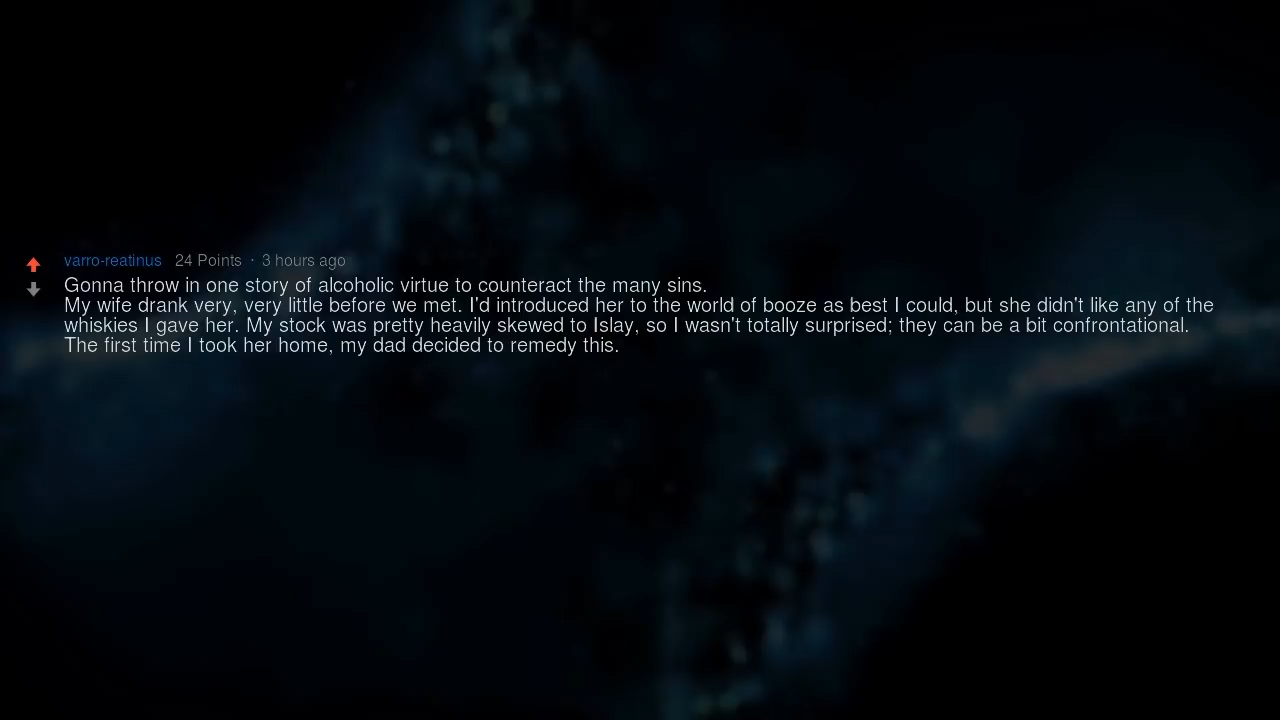 varro-reatinus 24 Points · 3 hours ago
Gonna throw in one story of alcoholic virtue to counteract the many sins.
My wife drank very, very little before we met. I'd introduced her to the world of booze as best I could, but she didn't like any of the
whiskies I gave her. My stock was pretty heavily skewed to Islay, so I wasn't totally surprised; they can be a bit confrontational.
The first time I took her home, my dad decided to remedy this.